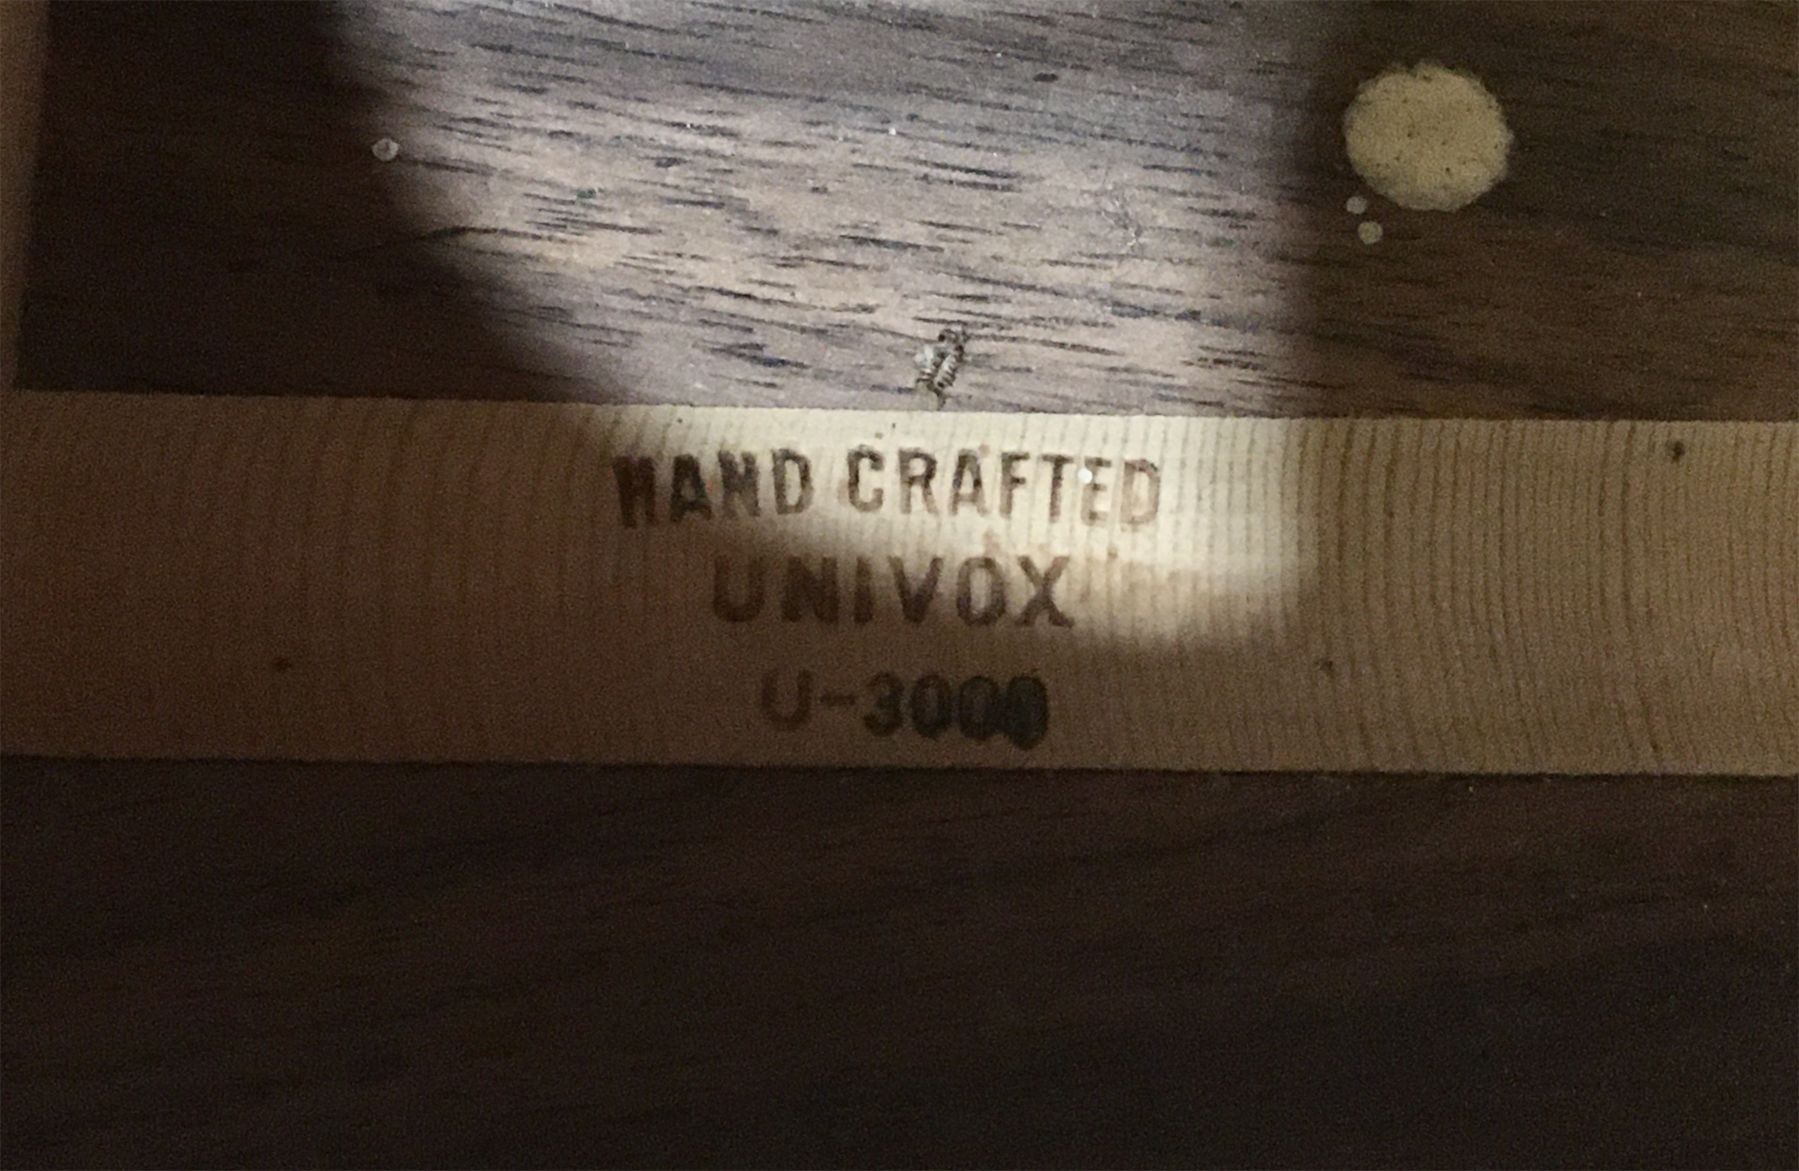 HAND CRAFTED
UNIVOX
U-3000